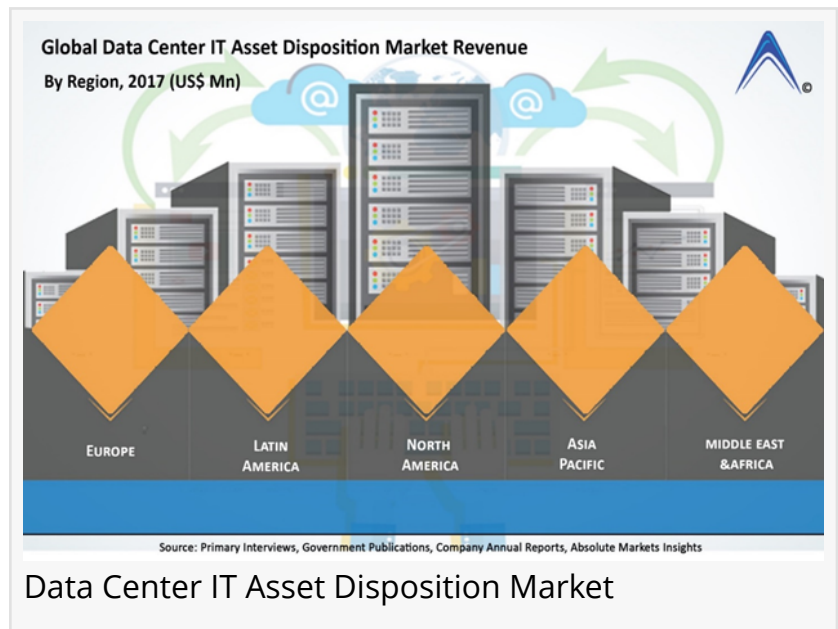 Global Data Center IT Asset Disposition Market Revenue
By Region, 2017 (US$ Mn)
@ @
©
EUROPE
LATIN
AMERICA
NORTH
AMERICA
ASIA
PACIFIC
MIDDLE EAST
&AFRICA
Source: Primary Interviews, Government Publications, Company Annual Reports, Absolute Markets Insights
Data Center IT Asset Disposition Market